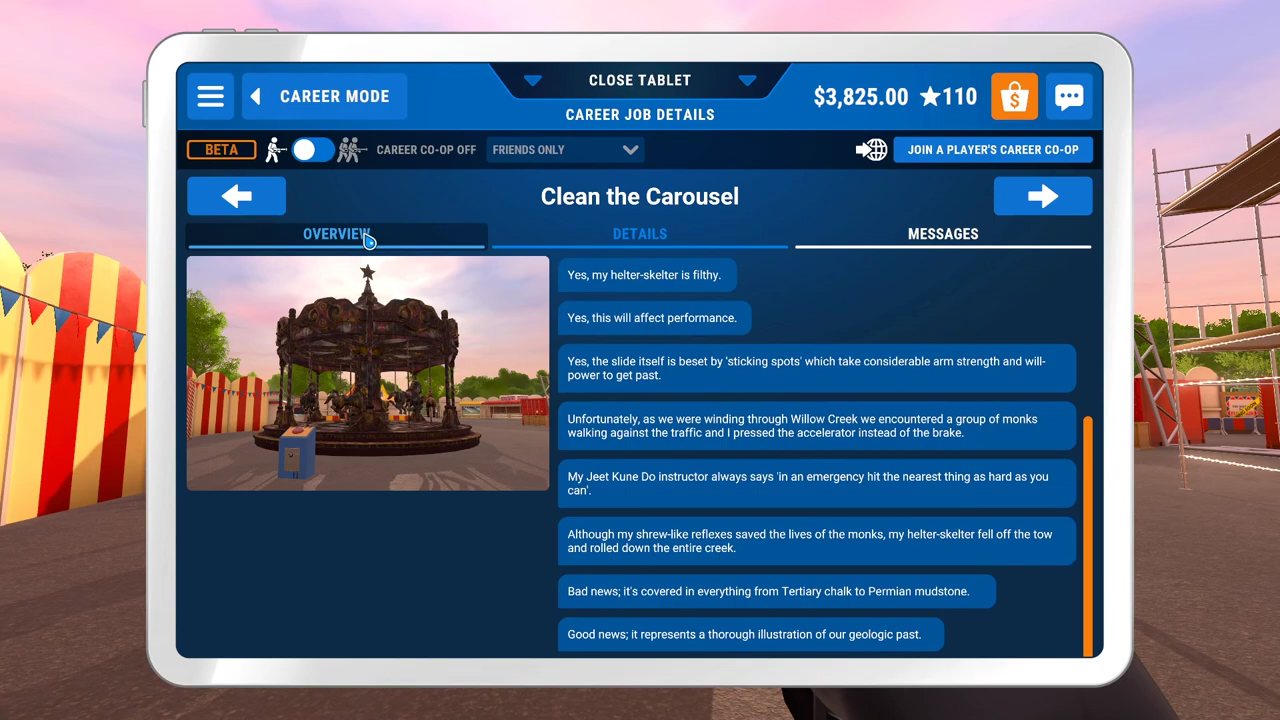 CLOSE TABLET
CAREER MODE
$3,825.00 ★110
CAREER JOB DETAILS
BETA
CAREER CO-OP OFF
FRIENDS ONLY
JOIN A PLAYER'S CAREER CO-OP
Clean the Carousel
OVERVIEW
DETAILS
MESSAGES
Yes, my helter-skelter is filthy.
Yes, this will affect performance.
Yes, the slide itself is beset by 'sticking spots' which take considerable arm strength and will-
power to get past.
Unfortunately, as we were winding through Willow Creek we encountered a group of monks
walking against the traffic and I pressed the accelerator instead of the brake.
My Jeet Kune Do instructor always says 'in an emergency hit the nearest thing as hard as you
can'.
Although my shrew-like reflexes saved the lives of the monks, my helter-skelter fell off the tow
and rolled down the entire creek.
Bad news; it's covered in everything from Tertiary chalk to Permian mudstone.
Good news; it represents a thorough illustration of our geologic past.